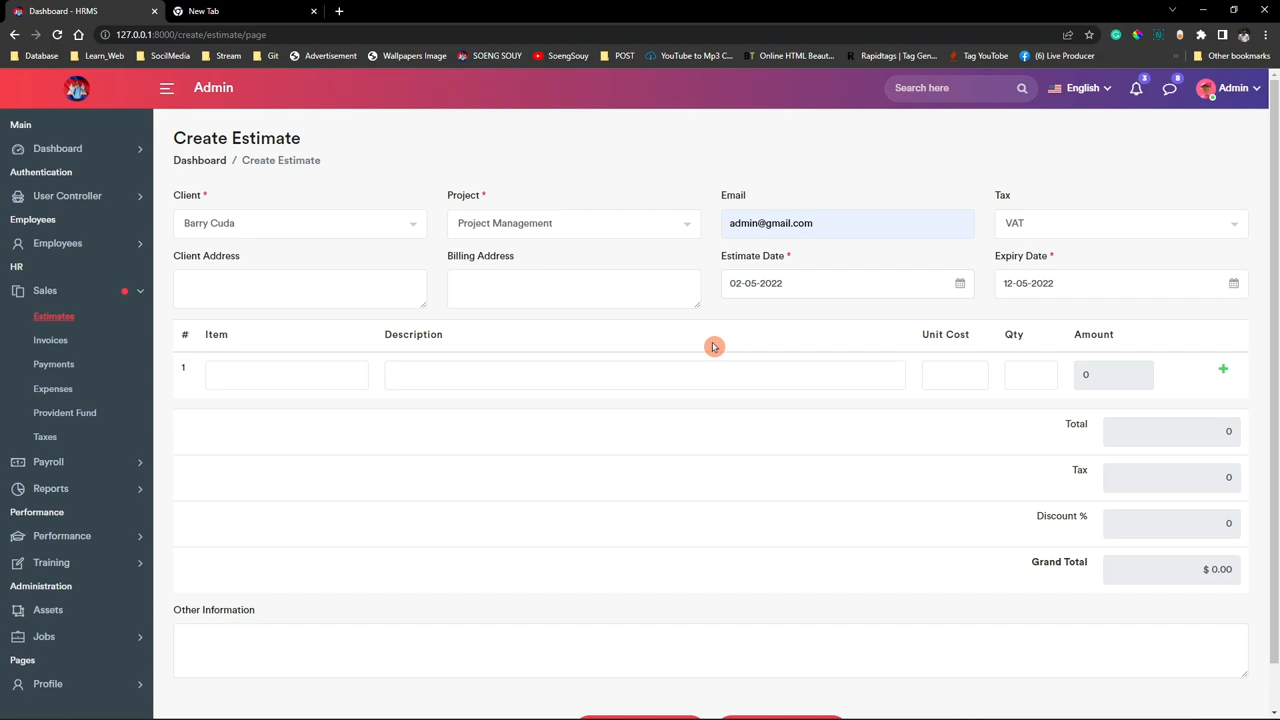 Dashboard - HRMS
New Tab
127.0.0.1:8000/create/estimate/page
Database
Learn_Web
SocilMedia
Stream
Git
Advertisement
Wallpapers Image
SOENG SOUY
SoengSouy
POST
YouTube to Mp3 C...
Online HTML Beaut...
Rapidtags | Tag Gen...
Tag YouTube
(6) Live Producer
Other bookmarks
Admin
Search here
English
3
8
Admin
Main
Dashboard
Authentication
User Controller
Employees
Employees
HR
Sales
Estimates
Invoices
Payments
Expenses
Provident Fund
Taxes
Payroll
Reports
Performance
Performance
Training
Administration
Assets
Jobs
Pages
Profile
Create Estimate
Dashboard / Create Estimate
Client * Project * Email Tax
Barry Cuda Project Management admin@gmail.com VAT
Client Address Billing Address Estimate Date * Expiry Date *
02-05-2022 12-05-2022
# Item Description Unit Cost Qty Amount
1 0 +
Total 0
Tax 0
Discount % 0
Grand Total $ 0.00
Other Information